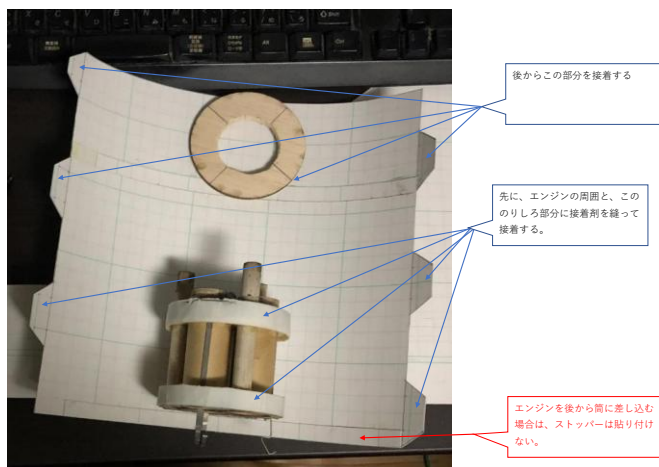 後からこの部分を接着する
先に、エンジンの周囲と、この
のりしろ部分に接着剤を縫って
接着する。
エンジンを後から筒に差し込む
場合は、ストッパーは貼り付け
ない。